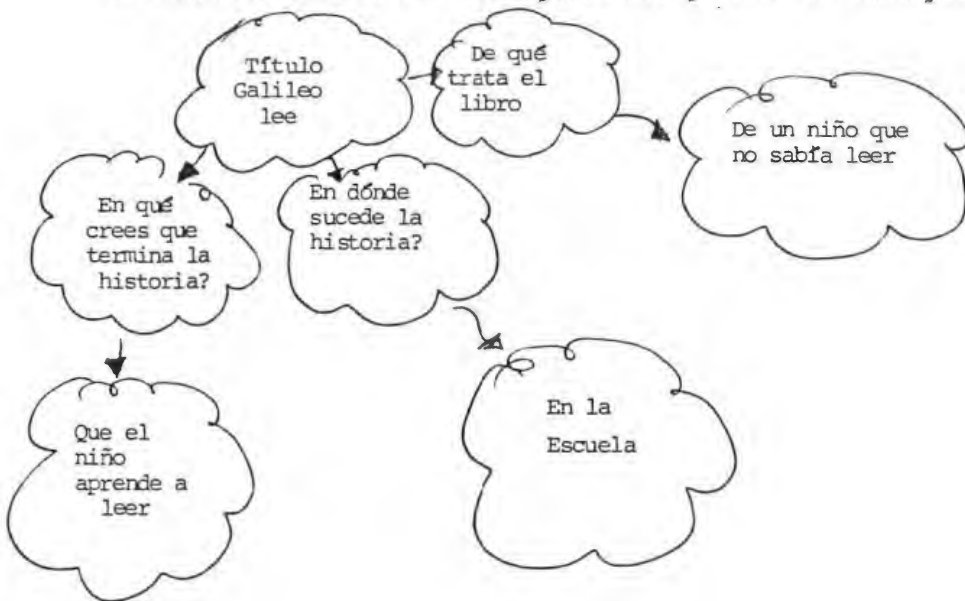 Título
Galileo
lee
De qué
trata el
libro
De un niño que
no sabía leer
En qué
crees que
termina la
historia?
En dónde
sucede la
historia?
Que el
niño
aprende a
leer
En la
Escuela